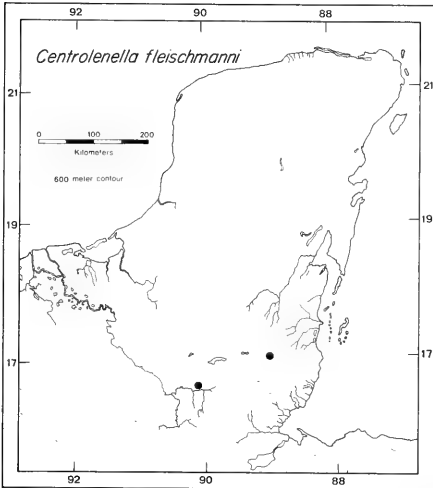 92 90 88
Centrolenella fleischmanni
21 21
0 100 200
Kilometers
600 meter contour
19 19
17 17
92 90 88